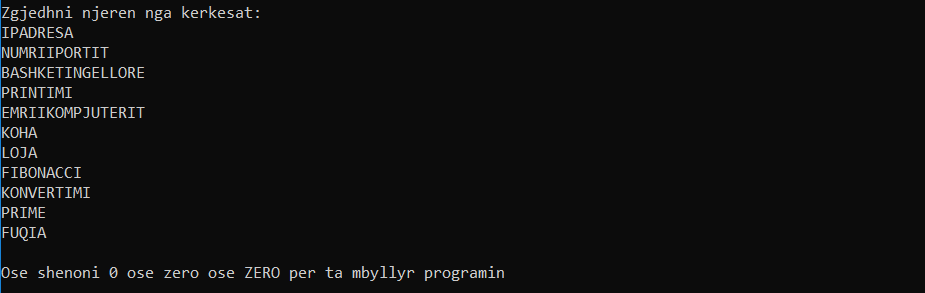 Zgjedhni njeren nga kerkesat:
IPADRESA
NUMRIIPORTIT
BASHKETINGELLORE
PRINTIMI
EMRIIKOMPJUTERIT
KOHA
LOJA
FIBONACCI
KONVERTIMI
PRIME
FUQIA
Ose shenoni 0 ose zero ose ZERO per ta mbyllyr programin